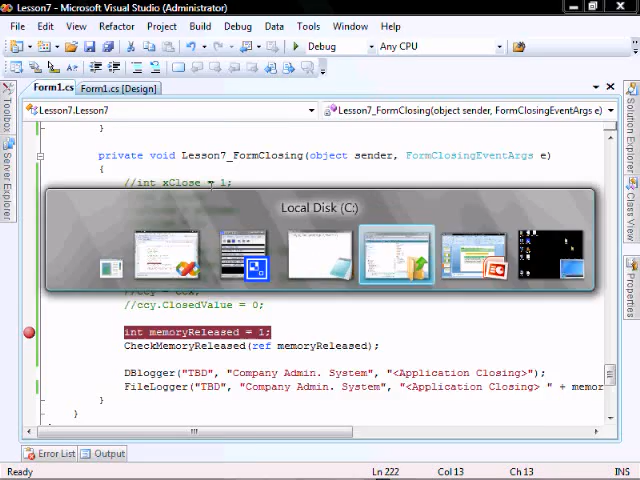 Lesson7 - Microsoft Visual Studio (Administrator)
File Edit View Refactor Project Build Debug Data Tools Test Window Help
Debug Any CPU
Form1.cs Form1.cs [Design]
Lesson7.Lesson7 Lesson7_FormClosing(object sender, FormClosingEventArgs e)
Toolbox
Server Explorer
Solution Explorer
Class View
Properties
}
private void Lesson7_FormClosing(object sender, FormClosingEventArgs e)
{
//int xClose = 1;
Local Disk (C:)
//ccy = ccx;
//ccy.ClosedValue = 0;
int memoryReleased = 1;
CheckMemoryReleased(ref memoryReleased);
DBlogger("TBD", "Company Admin. System", "<Application Closing>");
FileLogger("TBD", "Company Admin. System", "<Application Closing> " + memor
}
}
Error List Output
Ready Ln 222 Col 13 Ch 13 INS